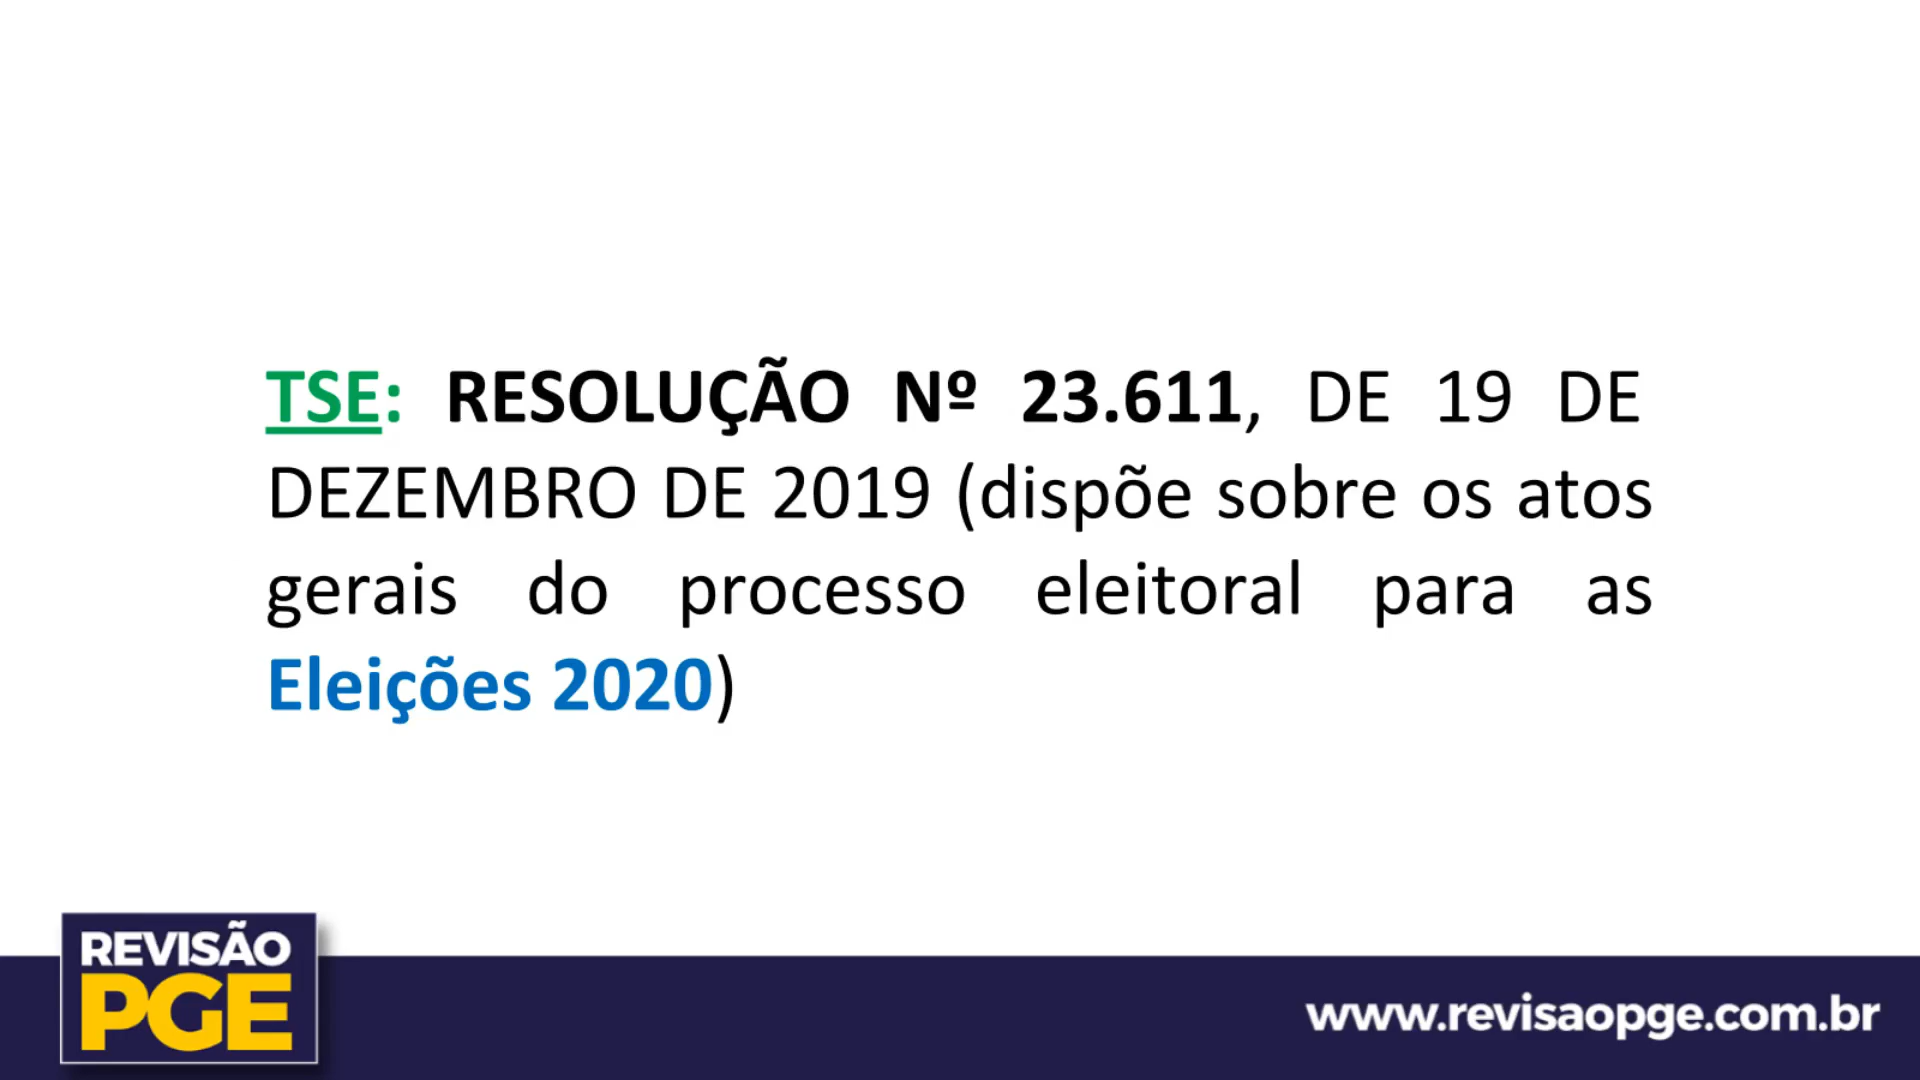 TSE: RESOLUÇÃO Nº 23.611, DE 19 DE
DEZEMBRO DE 2019 (dispõe sobre os atos
gerais do processo eleitoral para as
Eleições 2020)
REVISÃO
PGE
www.revisaopge.com.br